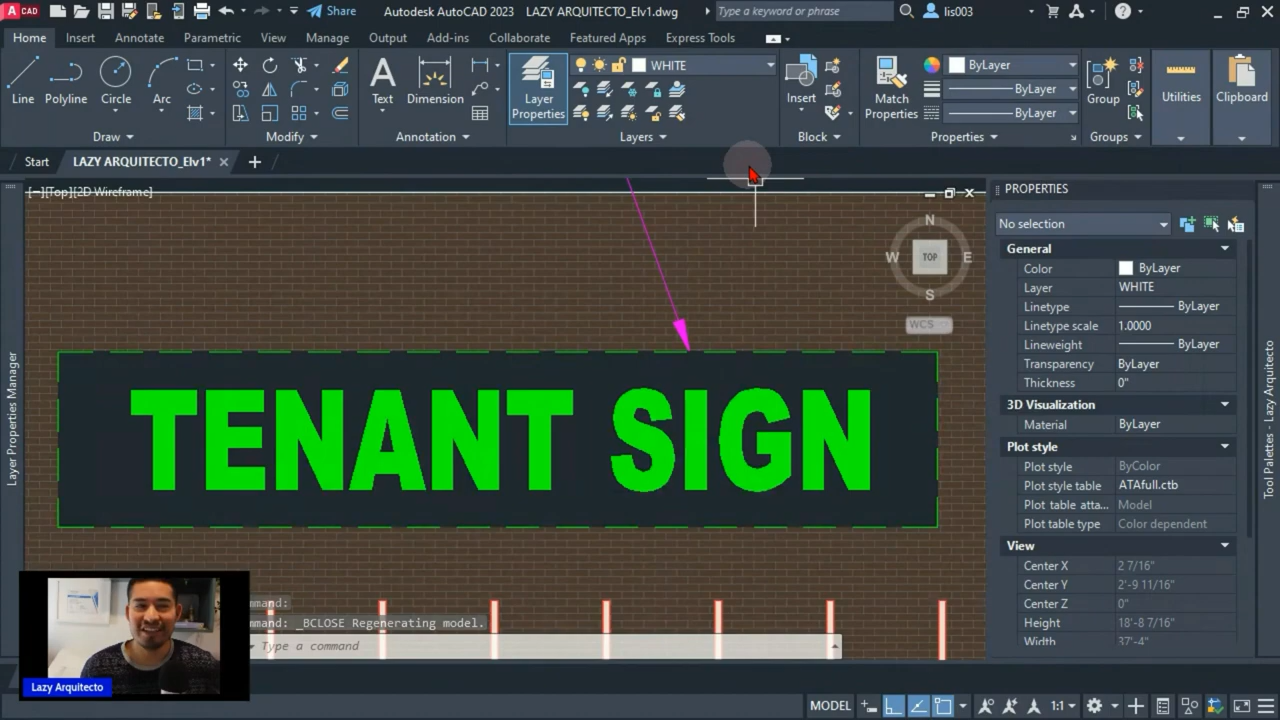 A CAD Share Autodesk AutoCAD 2023 LAZY ARQUITECTO_Elv1.dwg Type a keyword or phrase lis003
Home Insert Annotate Parametric View Manage Output Add-ins Collaborate Featured Apps Express Tools
WHITE
ByLayer
ByLayer
ByLayer
Line Polyline Circle Arc Text Dimension Layer Properties Insert Match Properties Group Utilities Clipboard
Draw Modify Annotation Layers Block Properties Groups
Start LAZY ARQUITECTO_Elv1*
[−][Top][2D Wireframe]
N
W TOP E
S
WCS
TENANT SIGN
Layer Properties Manager
PROPERTIES
No selection
General
Color ByLayer
Layer WHITE
Linetype ByLayer
Linetype scale 1.0000
Lineweight ByLayer
Transparency ByLayer
Thickness 0"
3D Visualization
Material ByLayer
Plot style
Plot style ByColor
Plot style table ATAfull.ctb
Plot table atta... Model
Plot table type Color dependent
View
Center X 2 7/16"
Center Y 2'-9 11/16"
Center Z 0"
Height 18'-8 7/16"
Width 37'-4"
Tool Palettes - Lazy Arquitecto
mmand:
mmand: _BCLOSE Regenerating model.
Type a command
Lazy Arquitecto
MODEL 1:1